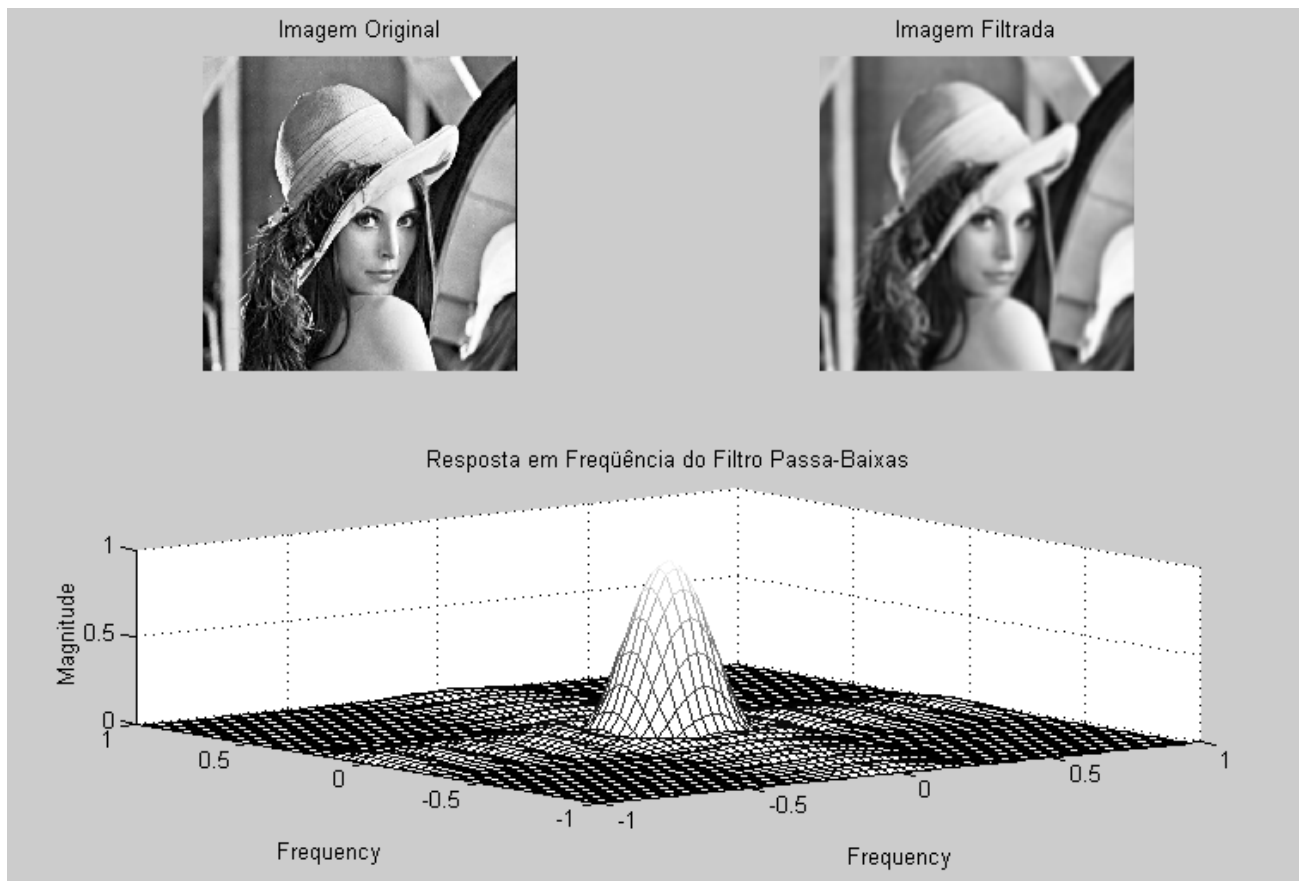 Imagem Original
Imagem Filtrada
Resposta em Freqüência do Filtro Passa-Baixas
Magnitude
1
0.5
0
1
0.5
0
-0.5
-1
-1
-0.5
0
0.5
1
Frequency
Frequency